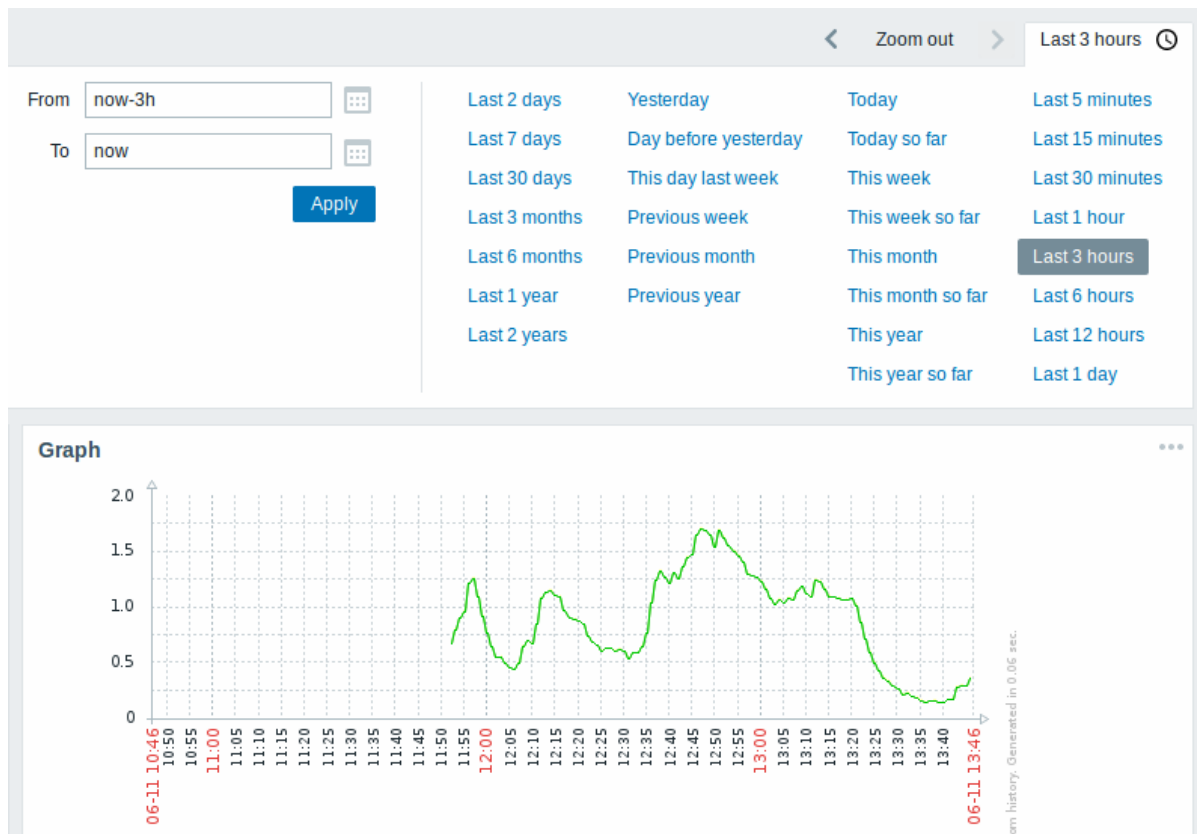 Zoom out
Last 3 hours
From now-3h
To now
Apply
Last 2 days
Last 7 days
Last 30 days
Last 3 months
Last 6 months
Last 1 year
Last 2 years
Yesterday
Day before yesterday
This day last week
Previous week
Previous month
Previous year
Today
Today so far
This week
This week so far
This month
This month so far
This year
This year so far
Last 5 minutes
Last 15 minutes
Last 30 minutes
Last 1 hour
Last 3 hours
Last 6 hours
Last 12 hours
Last 1 day
Graph
2.0
1.5
1.0
0.5
0
06-11 10:46
10:50
10:55
11:00
11:05
11:10
11:15
11:20
11:25
11:30
11:35
11:40
11:45
11:50
11:55
12:00
12:05
12:10
12:15
12:20
12:25
12:30
12:35
12:40
12:45
12:50
12:55
13:00
13:05
13:10
13:15
13:20
13:25
13:30
13:35
13:40
06-11 13:46
history. Generated in 0.06 sec.